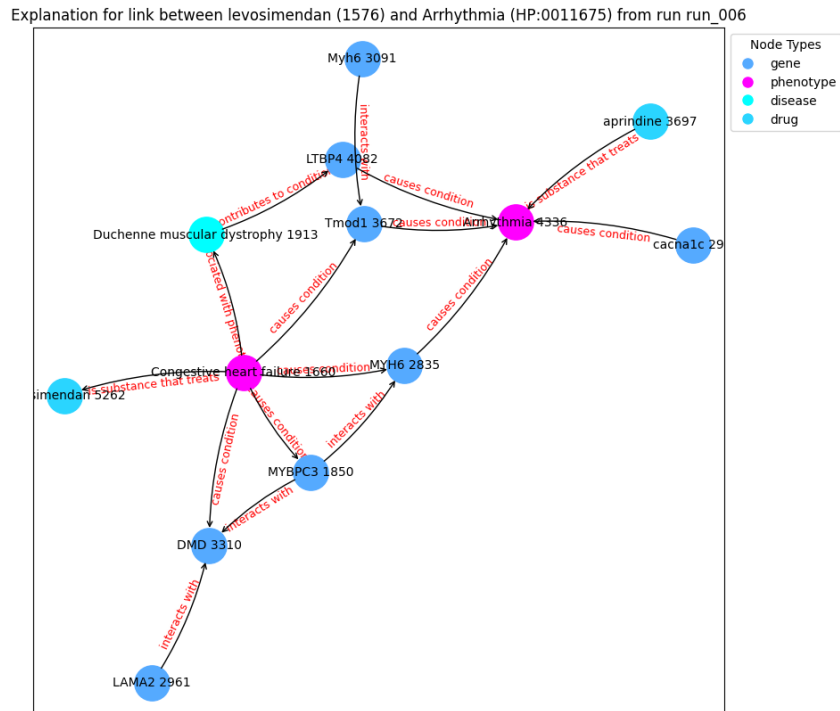 Explanation for link between levosimendan (1576) and Arrhythmia (HP:0011675) from run run_006
Node Types
gene
phenotype
disease
drug
Myh6 3091
interacts with
aprindine 3697
is substance that treats
LTBP4 4082
causes condition
contributes to condition
Tmod1 3672
causes condition
Arrhythmia 4336
causes condition
cacna1c 29
Duchenne muscular dystrophy 1913
ociated with phenot
causes condition
causes condition
MYH6 2835
Congestive heart failure 1660
causes condition
simendan 5262
is substance that treats
causes condition
interacts with
MYBPC3 1850
causes condition
interacts with
DMD 3310
interacts with
LAMA2 2961